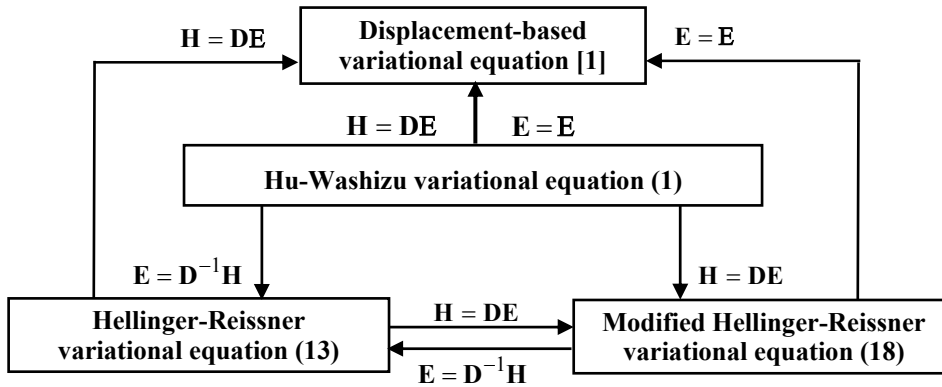 H = DE
Displacement-based
variational equation [1]
E = E
H = DE
E = E
Hu-Washizu variational equation (1)
E = D⁻¹H
H = DE
Hellinger-Reissner
variational equation (13)
H = DE
E = D⁻¹H
Modified Hellinger-Reissner
variational equation (18)